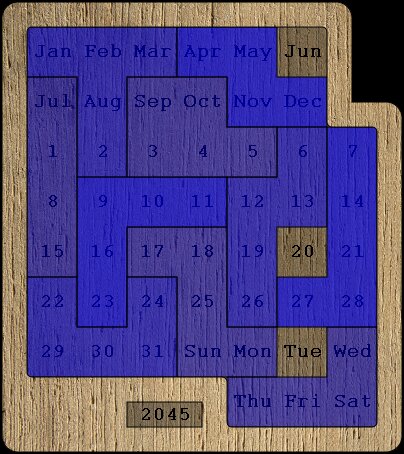 Jan Feb Mar Apr May Jun
Jul Aug Sep Oct Nov Dec
1 2 3 4 5 6 7
8 9 10 11 12 13 14
15 16 17 18 19 20 21
22 23 24 25 26 27 28
29 30 31 Sun Mon Tue Wed
Thu Fri Sat
2045